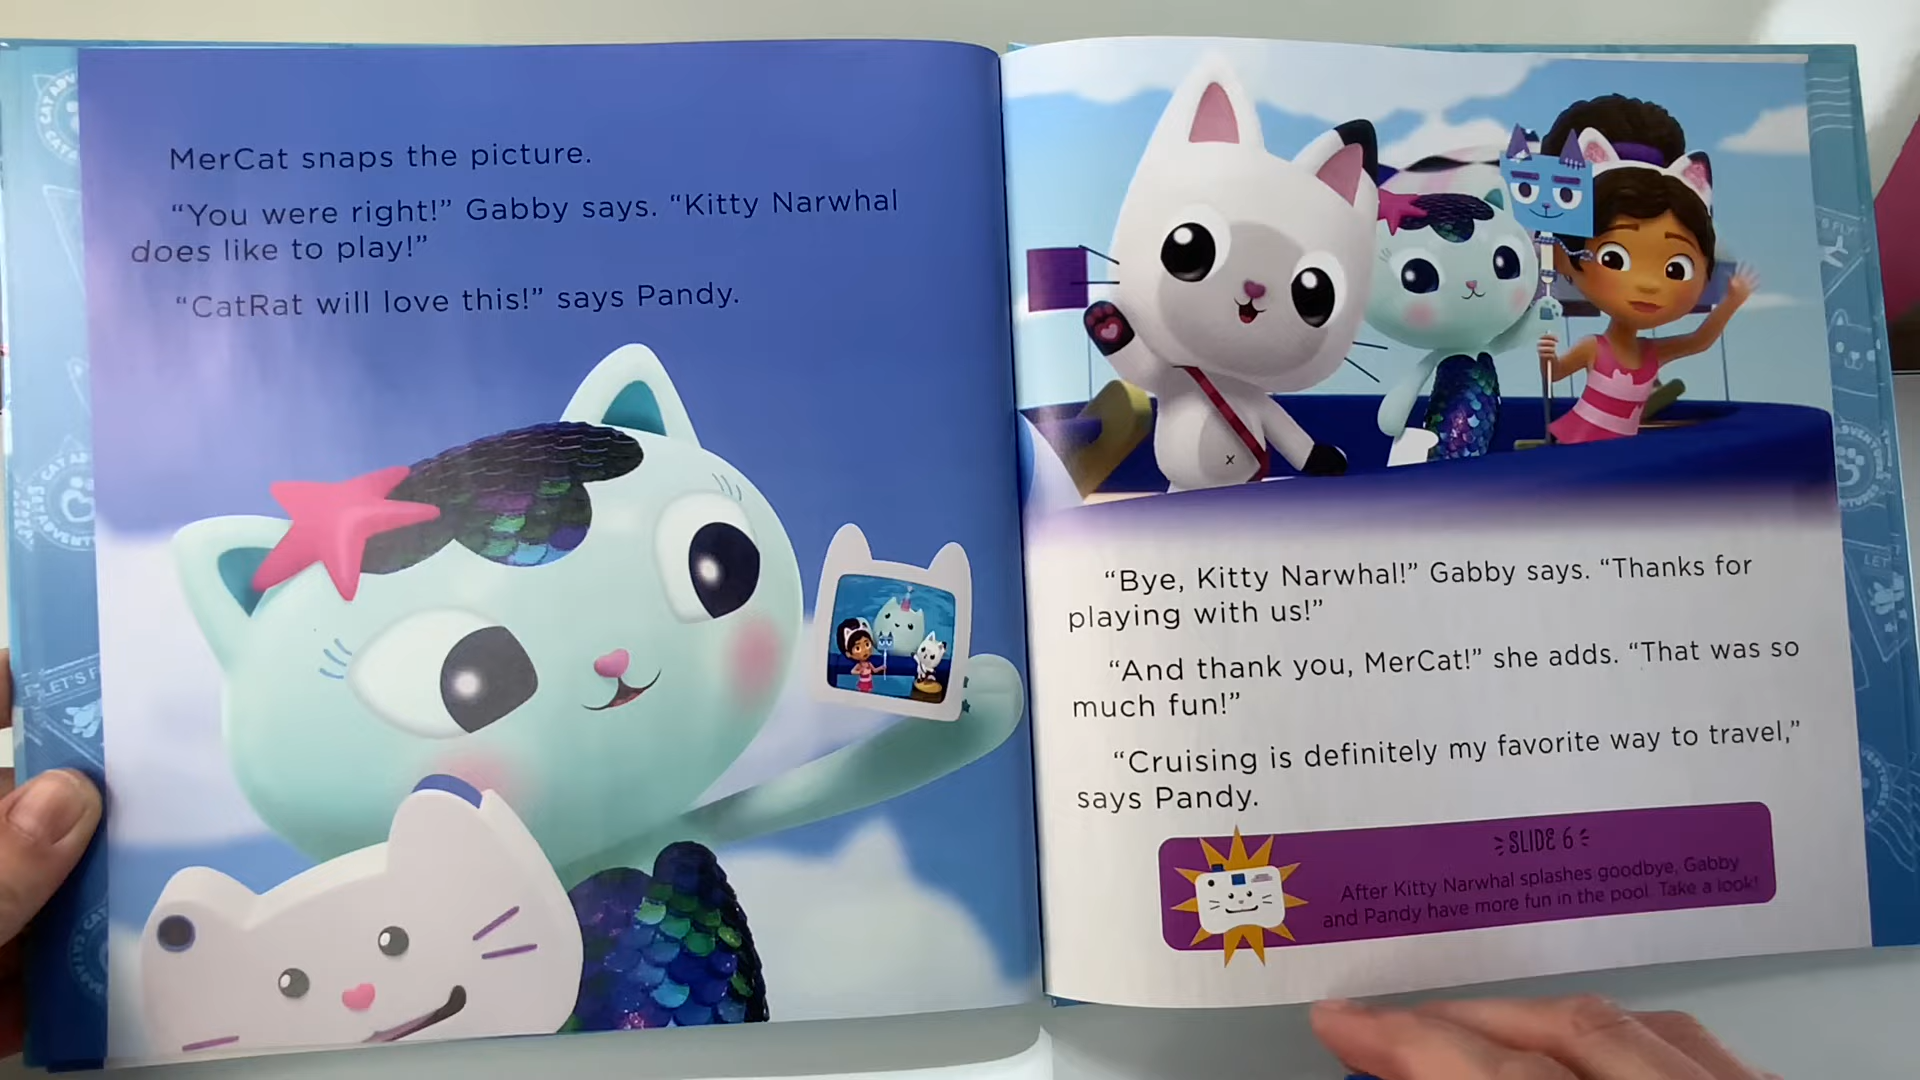 MerCat snaps the picture.
“You were right!” Gabby says. “Kitty Narwhal
does like to play!”
“CatRat will love this!” says Pandy.
“Bye, Kitty Narwhal!” Gabby says. “Thanks for
playing with us!”
“And thank you, MerCat!” she adds. “That was so
much fun!”
“Cruising is definitely my favorite way to travel,”
says Pandy.
SLIDE 6
After Kitty Narwhal splashes goodbye, Gabby
and Pandy have more fun in the pool. Take a look!